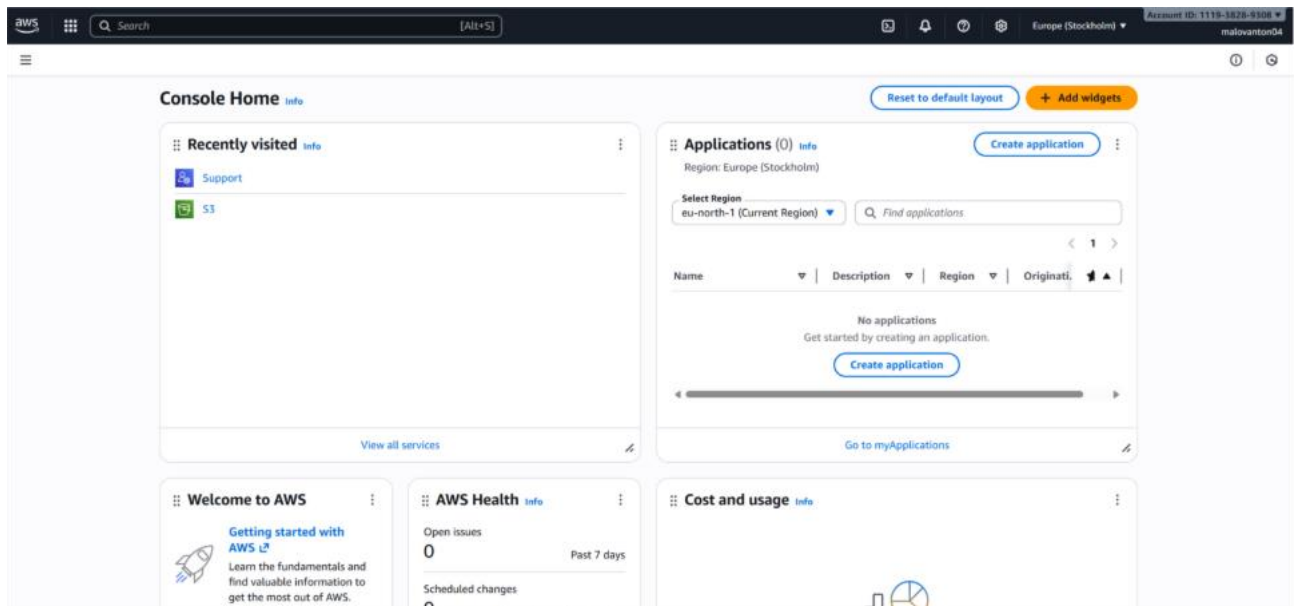 aws
Search [Alt+S]
Europe (Stockholm)
Account ID: 1119-3828-9308
malovanton04
Console Home Info
Reset to default layout
+ Add widgets
Recently visited Info
Support
S3
View all services
Applications (0) Info
Create application
Region: Europe (Stockholm)
Select Region
eu-north-1 (Current Region)
Find applications
1
Name Description Region Originati.
No applications
Get started by creating an application.
Create application
Go to myApplications
Welcome to AWS
Getting started with
AWS
Learn the fundamentals and
find valuable information to
get the most out of AWS.
AWS Health Info
Open issues
0
Past 7 days
Scheduled changes
Cost and usage Info